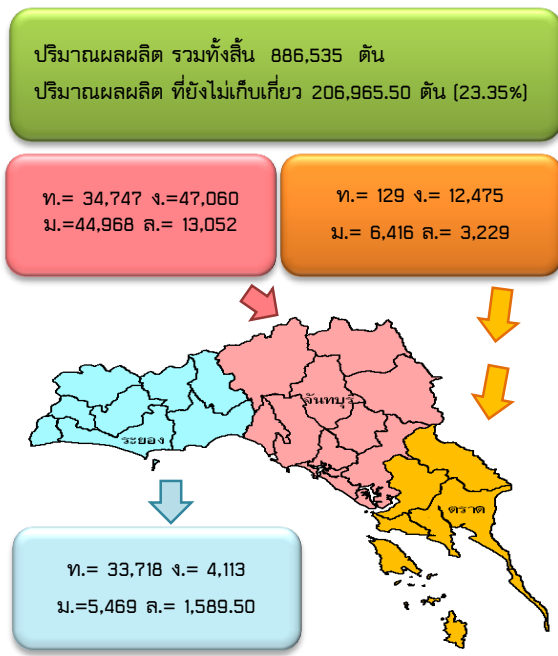 ปริมาณผลผลิต รวมทั้งสิ้น 886,535 ตัน
ปริมาณผลผลิต ที่ยังไม่เก็บเกี่ยว 206,965.50 ตัน (23.35%)
ท.= 34,747 ง.=47,060
ม.=44,968 ล.= 13,052
ท.= 129 ง.= 12,475
ม.= 6,416 ล.= 3,229
จันทบุรี
ระยอง
ตราด
ท.= 33,718 ง.= 4,113
ม.=5,469 ล.= 1,589.50